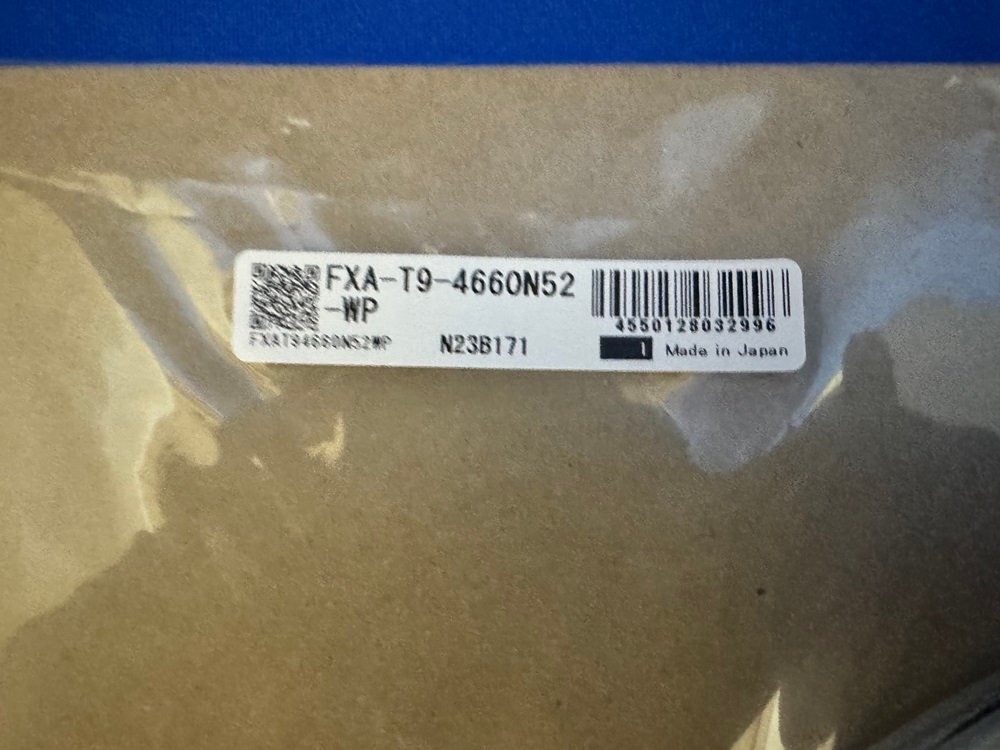 FXA-T9-4660N52
-WP
FXAT94660N52WP
N23B171
4550128032996
1
Made in Japan